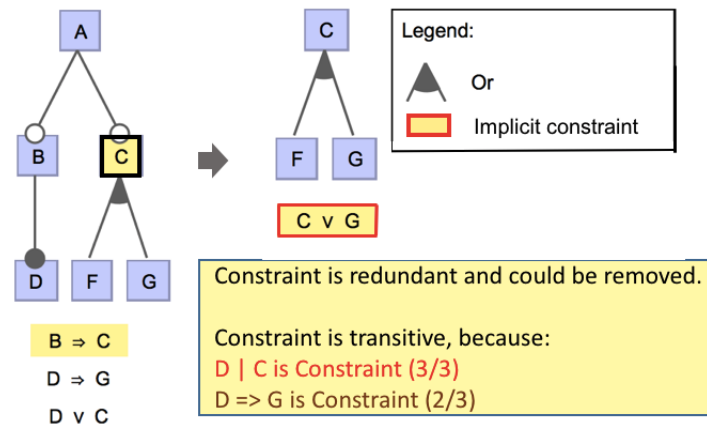 A
C
Legend:
Or
Implicit constraint
B
C
F
G
C v G
D
F
G
B ⇒ C
D ⇒ G
D v C
Constraint is redundant and could be removed.
Constraint is transitive, because:
D | C is Constraint (3/3)
D => G is Constraint (2/3)